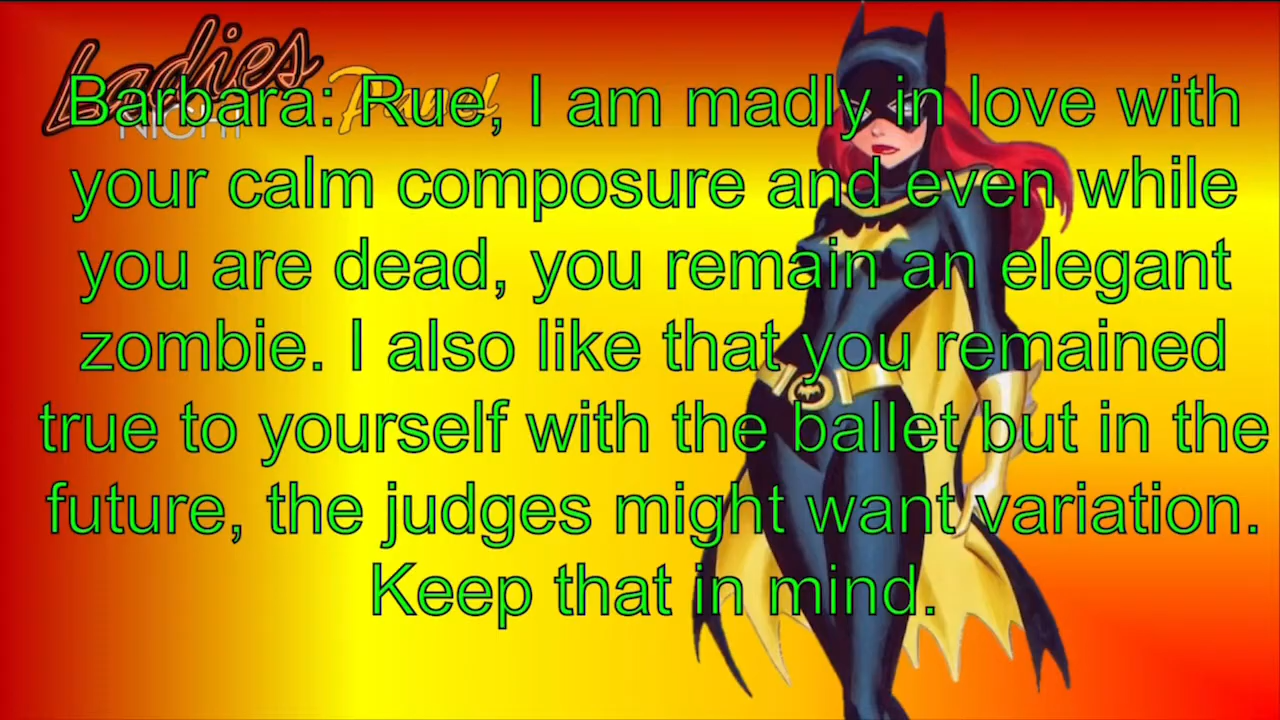 Ladies
NIGHT
Panel
Barbara: Rue, I am madly in love with
your calm composure and even while
you are dead, you remain an elegant
zombie. I also like that you remained
true to yourself with the ballet but in the
future, the judges might want variation.
Keep that in mind.